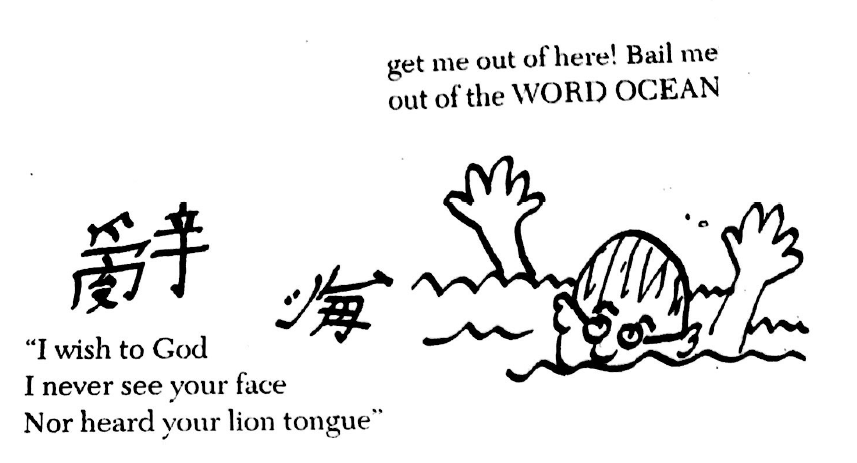 get me out of here! Bail me
out of the WORD OCEAN
辭
海
“I wish to God
I never see your face
Nor heard your lion tongue”